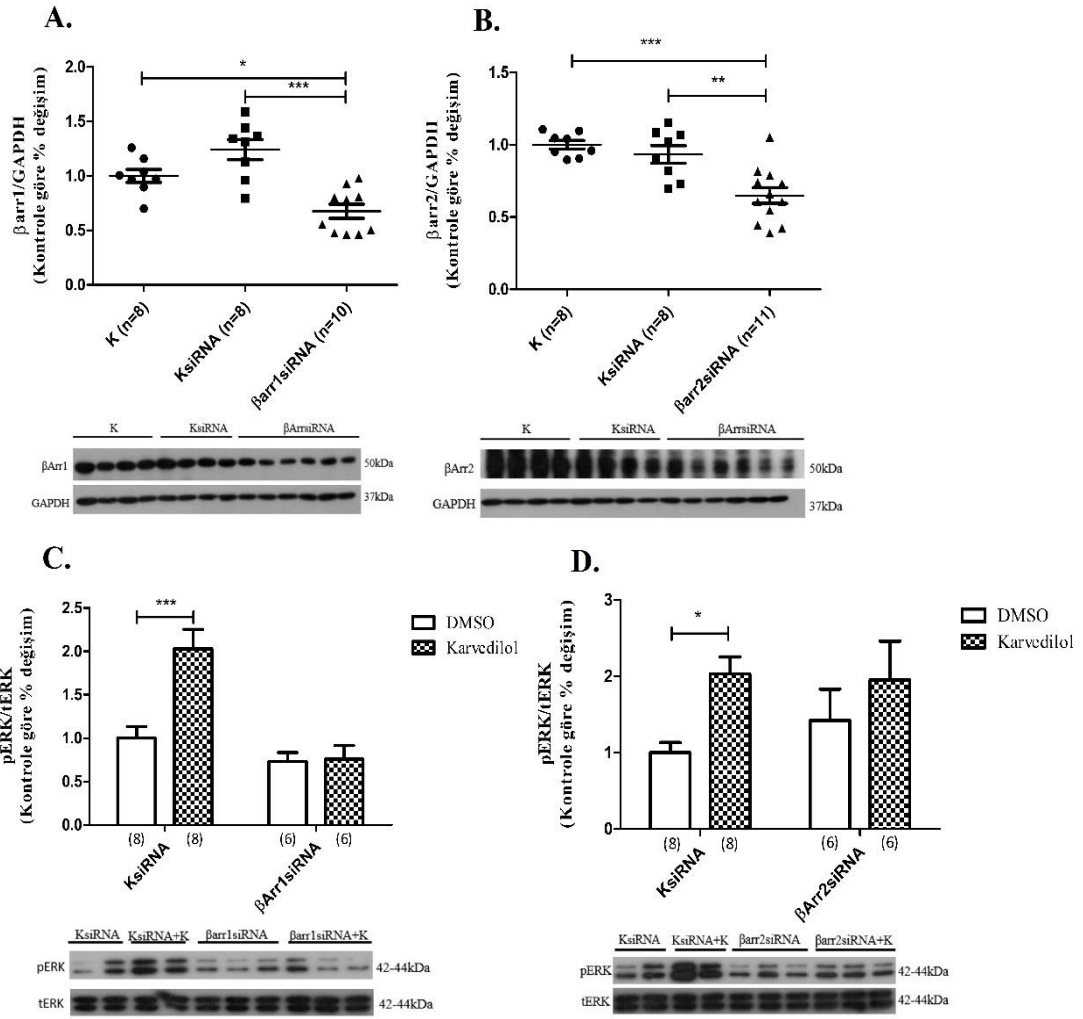 A.
βarr1/GAPDH
(Kontrole göre % değişim)
2.0
1.5
1.0
0.5
0.0
*
***
K (n=8)
KsiRNA (n=8)
βarr1siRNA (n=10)
K KsiRNA βArrsiRNA
βArr1 50kDa
GAPDH 37kDa
B.
βarr2/GAPDH
(Kontrole göre % değişim)
1.5
1.0
0.5
0.0
***
**
K (n=8)
KsiRNA (n=8)
βarr2siRNA (n=11)
K KsiRNA βArrsiRNA
βArr2 50kDa
GAPDH 37kDa
C.
pERK/tERK
(Kontrole göre % değişim)
2.5
2.0
1.5
1.0
0.5
0.0
***
DMSO
Karvedilol
(8) (8) (6) (6)
KsiRNA
βArr1siRNA
KsiRNA KsiRNA+K βarr1siRNA βarr1siRNA+K
pERK 42-44kDa
tERK 42-44kDa
D.
pERK/tERK
(Kontrole göre % değişim)
3
2
1
0
*
DMSO
Karvedilol
(8) (8) (6) (6)
KsiRNA
βArr2siRNA
KsiRNA KsiRNA+K βarr2siRNA βarr2siRNA+K
pERK 42-44kDa
tERK 42-44kDa